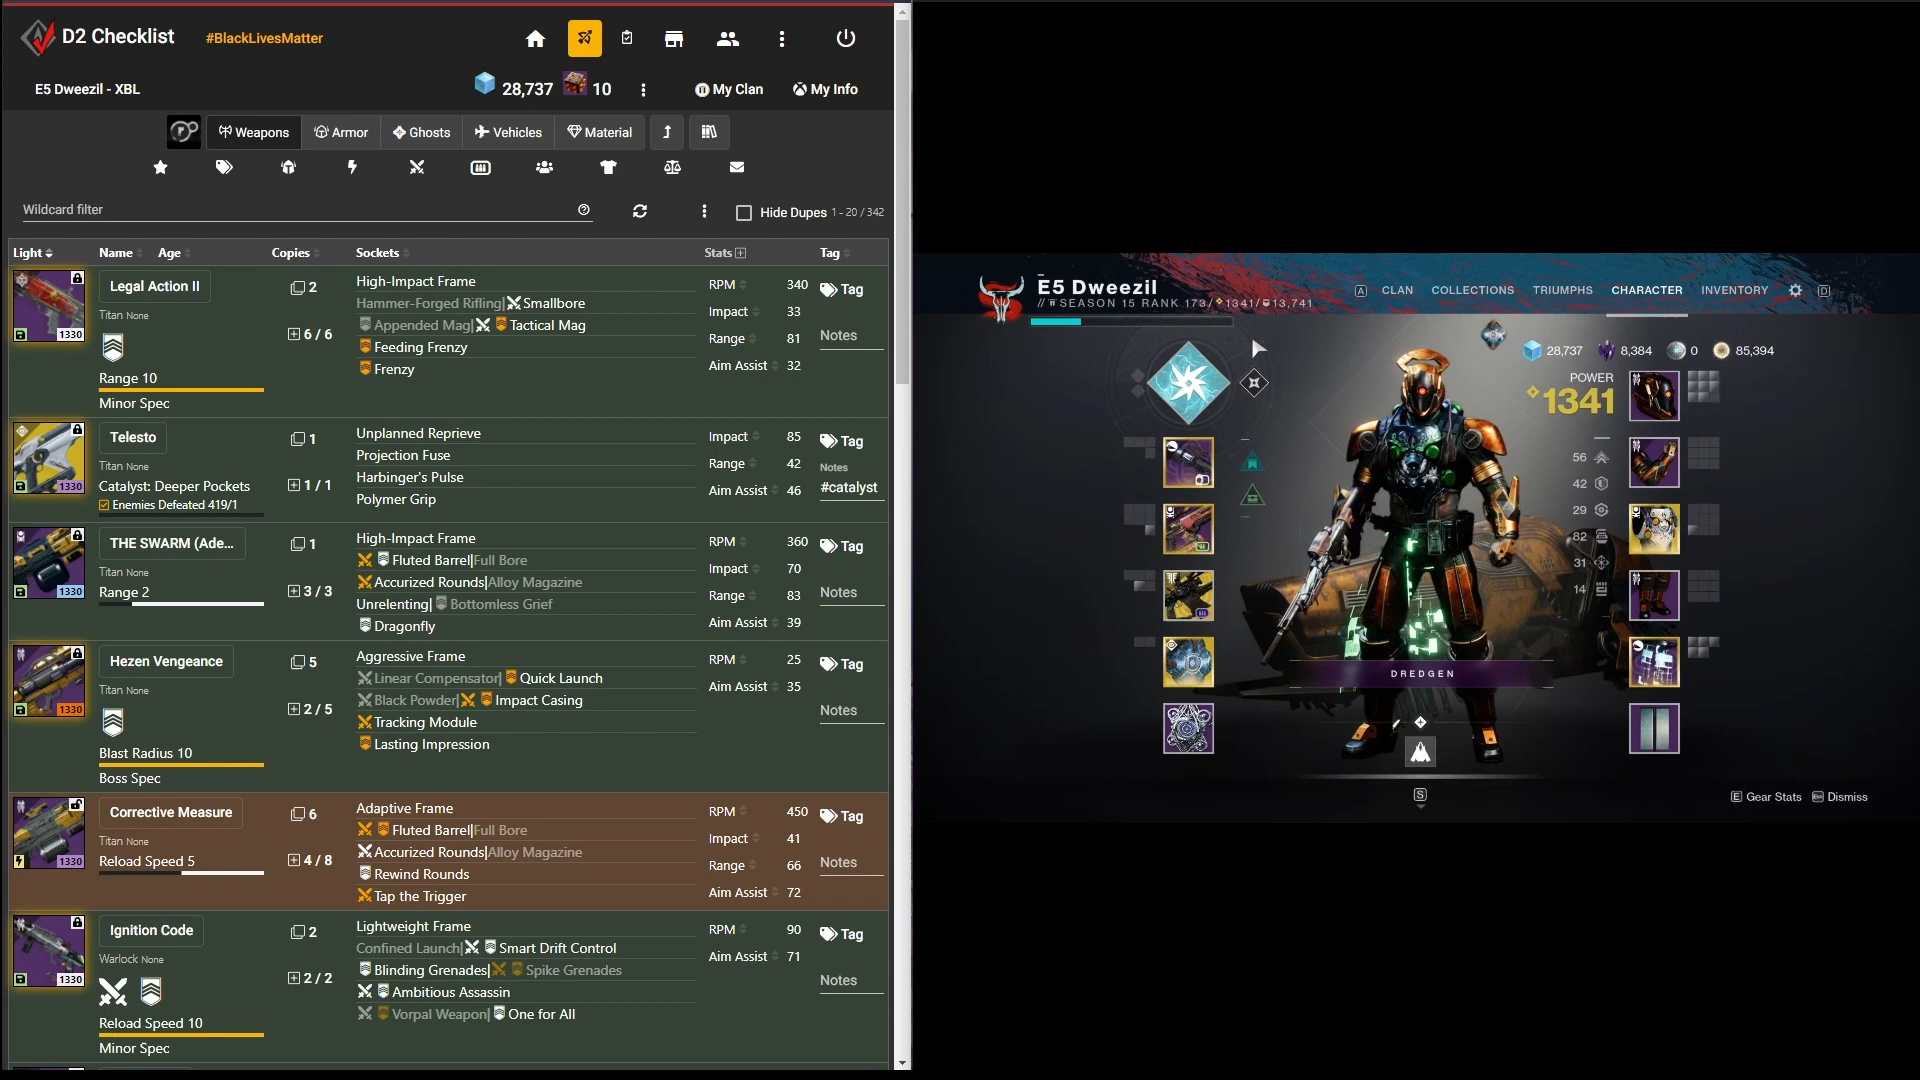 D2 Checklist
#BlackLivesMatter
E5 Dweezil - XBL
28,737
10
My Clan
My Info
Weapons
Armor
Ghosts
Vehicles
Material
Wildcard filter
Hide Dupes 1 - 20 / 342
Light Name Age Copies Sockets Stats Tag
Legal Action II
Titan None
1330
Range 10
Minor Spec
2
6 / 6
High-Impact Frame
Hammer-Forged Rifling| Smallbore
Appended Mag| Tactical Mag
Feeding Frenzy
Frenzy
RPM 340
Impact 33
Range 81
Aim Assist 32
Tag
Notes
Telesto
Titan None
1330
Catalyst: Deeper Pockets
Enemies Defeated 419/1
1
1 / 1
Unplanned Reprieve
Projection Fuse
Harbinger's Pulse
Polymer Grip
Impact 85
Range 42
Aim Assist 46
Tag
Notes
#catalyst
THE SWARM (Ade...
Titan None
1330
Range 2
1
3 / 3
High-Impact Frame
Fluted Barrel|Full Bore
Accurized Rounds|Alloy Magazine
Unrelenting| Bottomless Grief
Dragonfly
RPM 360
Impact 70
Range 83
Aim Assist 39
Tag
Notes
Hezen Vengeance
Titan None
1330
Blast Radius 10
Boss Spec
5
2 / 5
Aggressive Frame
Linear Compensator| Quick Launch
Black Powder| Impact Casing
Tracking Module
Lasting Impression
RPM 25
Aim Assist 35
Tag
Notes
Corrective Measure
Titan None
1330
Reload Speed 5
6
4 / 8
Adaptive Frame
Fluted Barrel|Full Bore
Accurized Rounds|Alloy Magazine
Rewind Rounds
Tap the Trigger
RPM 450
Impact 41
Range 66
Aim Assist 72
Tag
Notes
Ignition Code
Warlock None
1330
Reload Speed 10
Minor Spec
2
2 / 2
Lightweight Frame
Confined Launch| Smart Drift Control
Blinding Grenades| Spike Grenades
Ambitious Assassin
Vorpal Weapon| One for All
RPM 90
Aim Assist 71
Tag
Notes
E5 Dweezil
// SEASON 15 RANK 173/ 1341/ 13,741
A CLAN COLLECTIONS TRIUMPHS CHARACTER INVENTORY D
28,737 8,384 0 85,394
POWER
1341
56
42
29
82
31
14
DREDGEN
S
E Gear Stats Dismiss